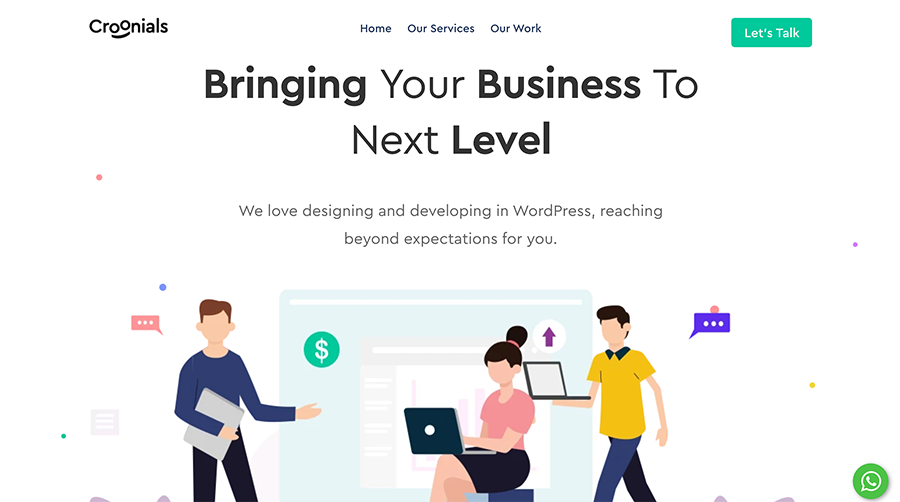 Croonials
Home Our Services Our Work
Let's Talk
Bringing Your Business To
Next Level
We love designing and developing in WordPress, reaching
beyond expectations for you.
$